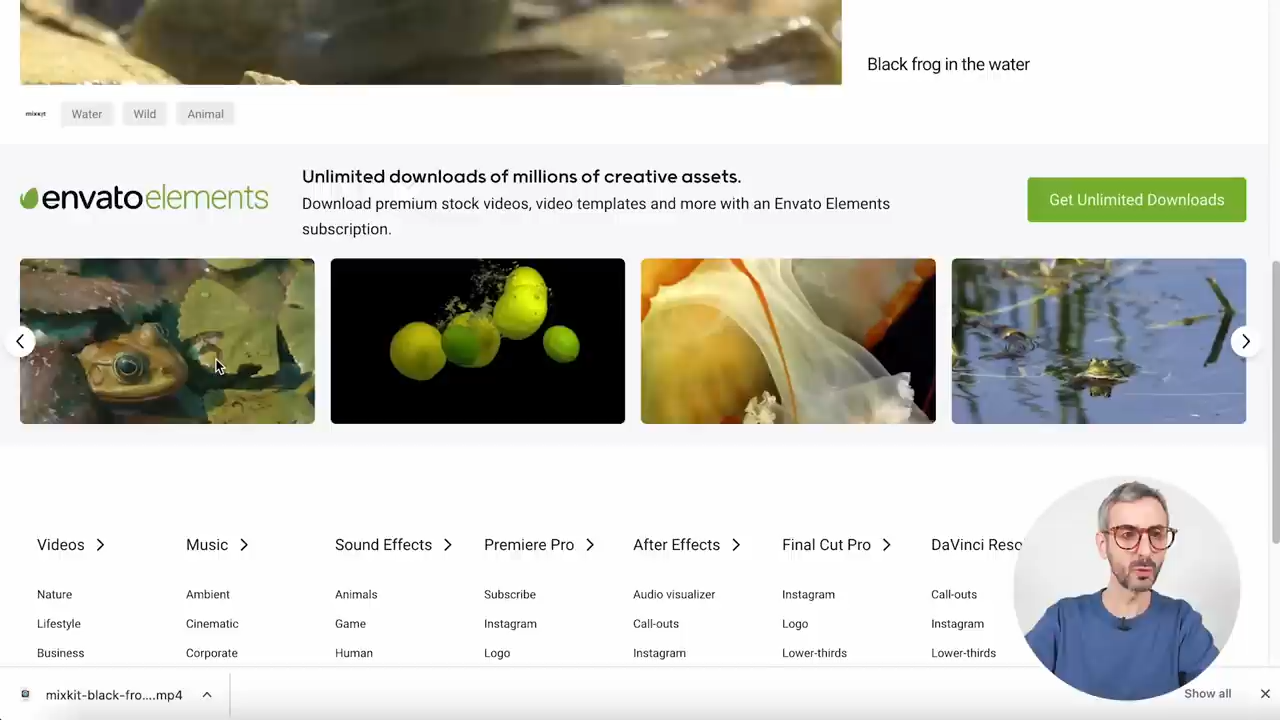 Black frog in the water
mixkit
Water
Wild
Animal
envato elements
Unlimited downloads of millions of creative assets.
Download premium stock videos, video templates and more with an Envato Elements
subscription.
Get Unlimited Downloads
Videos
Music
Sound Effects
Premiere Pro
After Effects
Final Cut Pro
DaVinci Reso
Nature
Ambient
Animals
Subscribe
Audio visualizer
Instagram
Call-outs
Lifestyle
Cinematic
Game
Instagram
Call-outs
Logo
Instagram
Business
Corporate
Human
Logo
Instagram
Lower-thirds
Lower-thirds
mixkit-black-fro....mp4
Show all